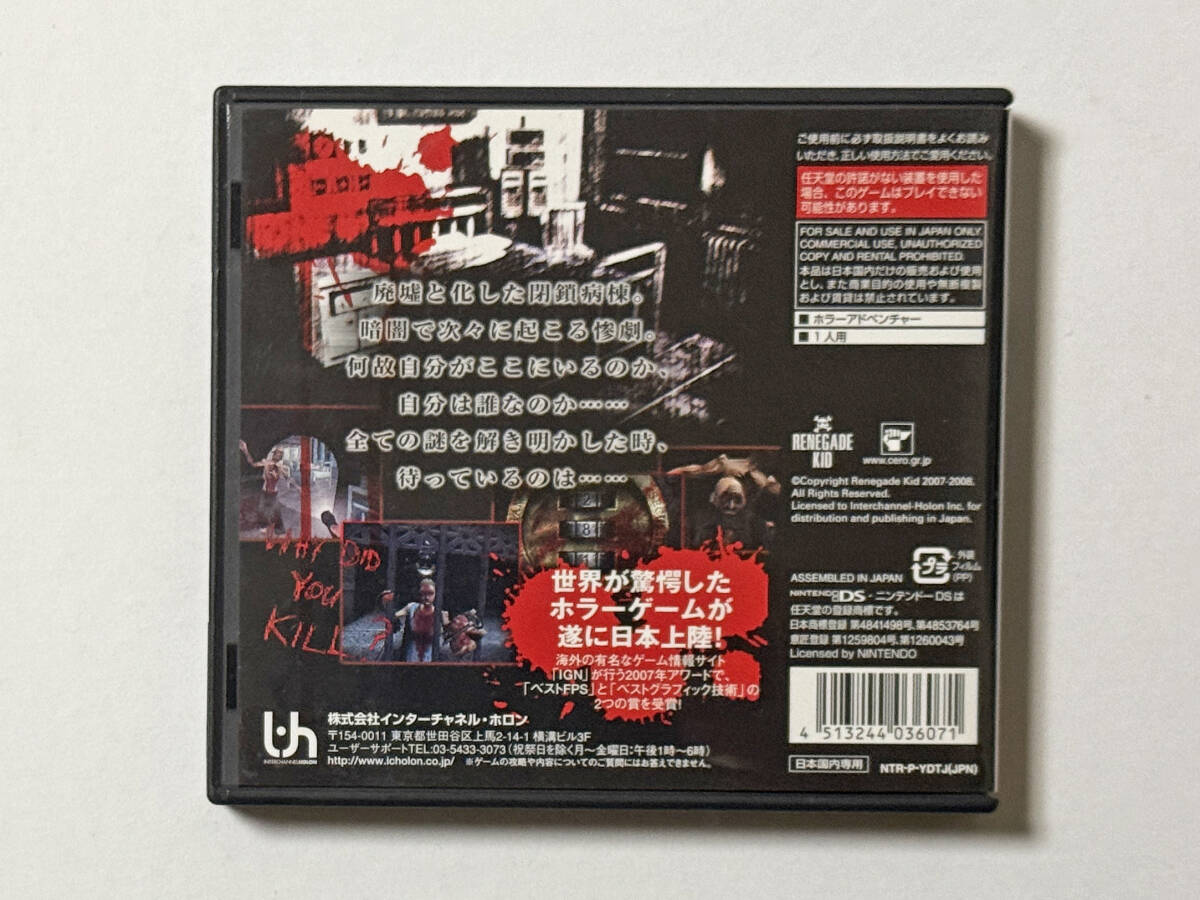 廃墟と化した閉鎖病棟。
暗闇で次々に起こる惨劇。
何故自分がここにいるのか、
自分は誰なのか……
全ての謎を解き明かした時、
待っているのは……
WHY DID
YOU
KILL
2
8
1
世界が驚愕した
ホラーゲームが
遂に日本上陸!
海外の有名なゲーム情報サイト
「IGN」が行う2007年アワードで、
「ベストFPS」と「ベストグラフィック技術」の
2つの賞を受賞!
INTERCHANNELHOLON
株式会社インターチャネル・ホロン
〒154-0011 東京都世田谷区上馬2-14-1 横溝ビル3F
ユーザーサポートTEL:03-5433-3073(祝祭日を除く月〜金曜日:午後1時〜6時)
http://www.icholon.co.jp/ ※ゲームの攻略や内容についてのご質問にはお答えできません。
ご使用前に必ず取扱説明書をよくお読み
いただき、正しい使用方法でご愛用ください。
任天堂の許諾がない装置を使用した
場合、このゲームはプレイできない
可能性があります。
FOR SALE AND USE IN JAPAN ONLY
COMMERCIAL USE, UNAUTHORIZED
COPY AND RENTAL PROHIBITED.
本品は日本国内だけの販売および使用
とし、また商業目的の使用や無断複製
および賃貸は禁止されています。
■ ホラーアドベンチャー
■ 1人用
RENEGADE
KID
CERO
www.cero.gr.jp
©Copyright Renegade Kid 2007-2008.
All Rights Reserved.
Licensed to Interchannel-Holon Inc. for
distribution and publishing in Japan.
プラ
外装
フィルム
(PP)
ASSEMBLED IN JAPAN
NINTENDO DS・ニンテンドーDSは
任天堂の登録商標です。
日本商標登録 第4841498号、第4853764号
意匠登録 第1259804号、第1260043号
Licensed by NINTENDO
4 513244 036071
日本国内専用
NTR-P-YDTJ(JPN)